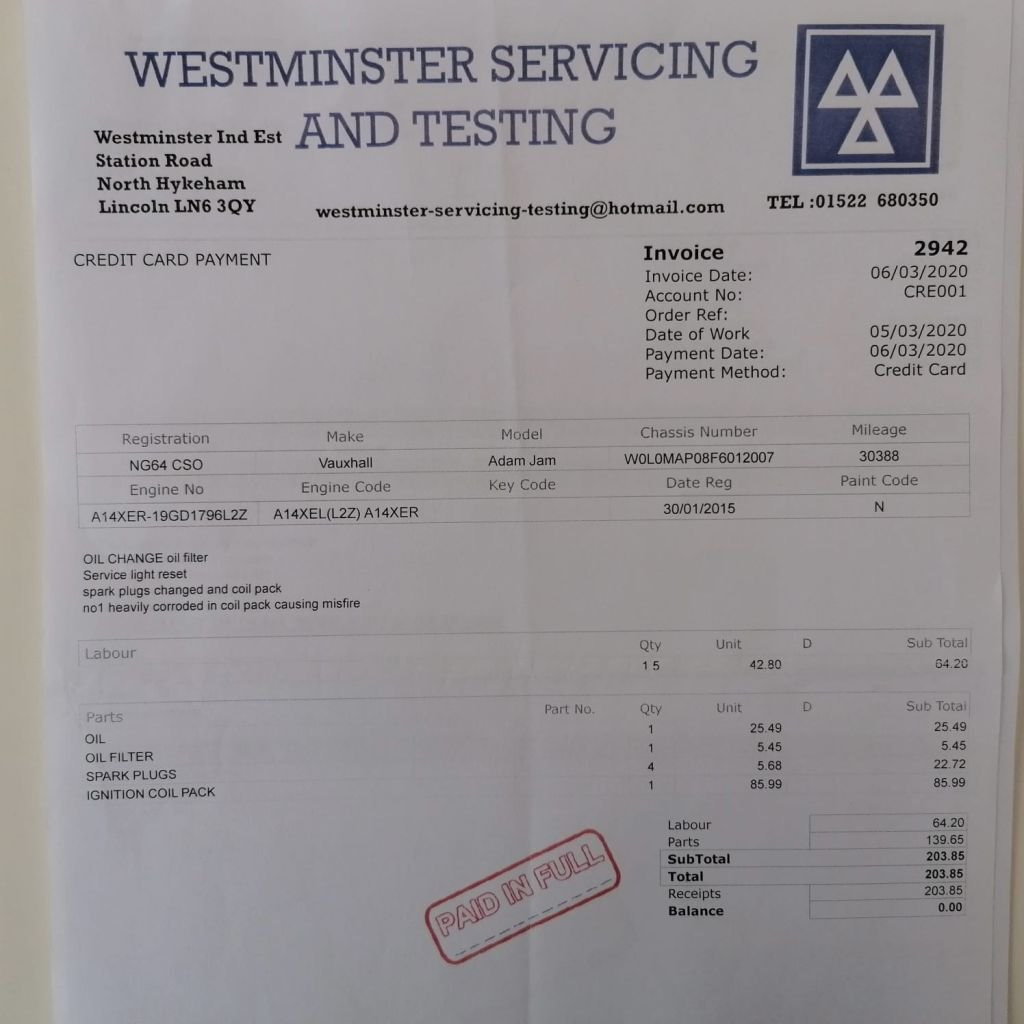 WESTMINSTER SERVICING
AND TESTING
Westminster Ind Est
Station Road
North Hykeham
Lincoln LN6 3QY
westminster-servicing-testing@hotmail.com
TEL :01522 680350
CREDIT CARD PAYMENT
Invoice 2942
Invoice Date: 06/03/2020
Account No: CRE001
Order Ref:
Date of Work 05/03/2020
Payment Date: 06/03/2020
Payment Method: Credit Card
Registration Make Model Chassis Number Mileage
NG64 CSO Vauxhall Adam Jam W0L0MAP08F6012007 30388
Engine No Engine Code Key Code Date Reg Paint Code
A14XER-19GD1796L2Z A14XEL(L2Z) A14XER 30/01/2015 N
OIL CHANGE oil filter
Service light reset
spark plugs changed and coil pack
no1 heavily corroded in coil pack causing misfire
Labour Qty Unit D Sub Total
1 5 42.80 64.20
Parts Part No. Qty Unit D Sub Total
OIL 1 25.49 25.49
OIL FILTER 1 5.45 5.45
SPARK PLUGS 4 5.68 22.72
IGNITION COIL PACK 1 85.99 85.99
Labour 64.20
Parts 139.65
SubTotal 203.85
Total 203.85
Receipts 203.85
Balance 0.00
PAID IN FULL